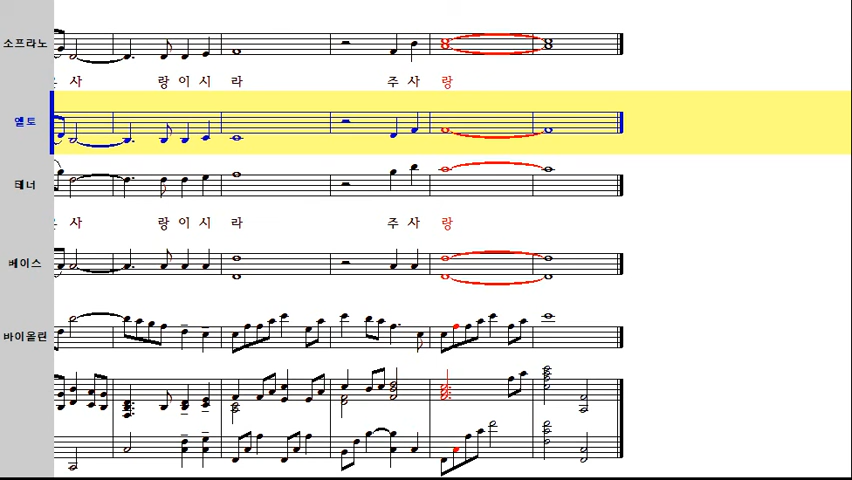 소프라노
사 랑 이 시 라 주 사 랑
엘토
테너
사 랑 이 시 라 주 사 랑
베이스
바이올린